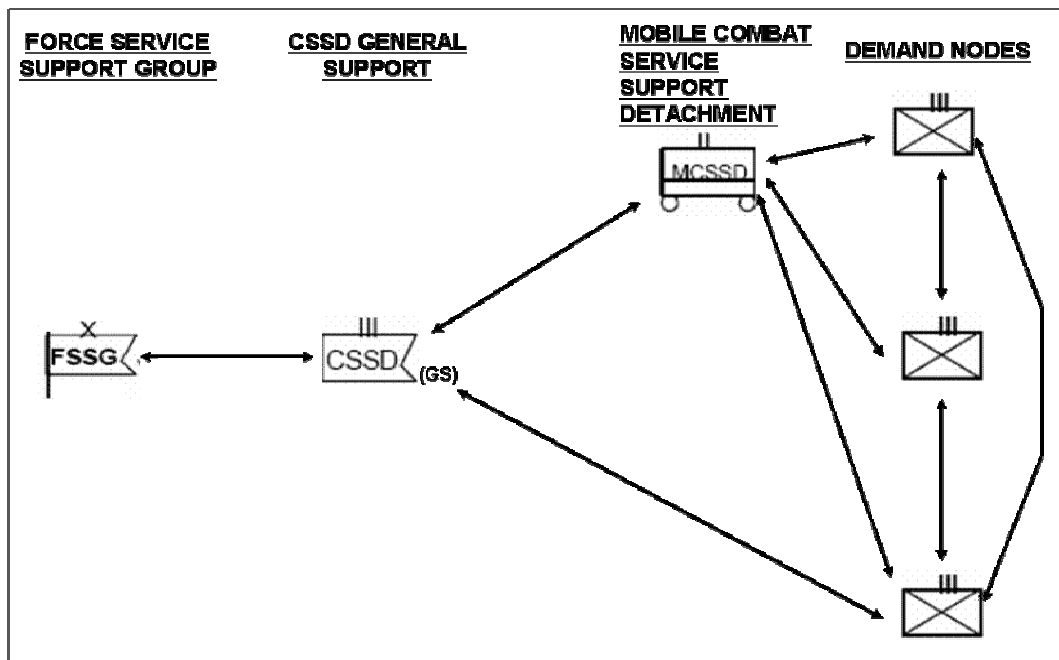 FORCE SERVICE
SUPPORT GROUP
CSSD GENERAL
SUPPORT
MOBILE COMBAT
SERVICE
SUPPORT
DETACHMENT
DEMAND NODES
III
II
MCSSD
X
FSSG
III
CSSD
(GS)
III
III